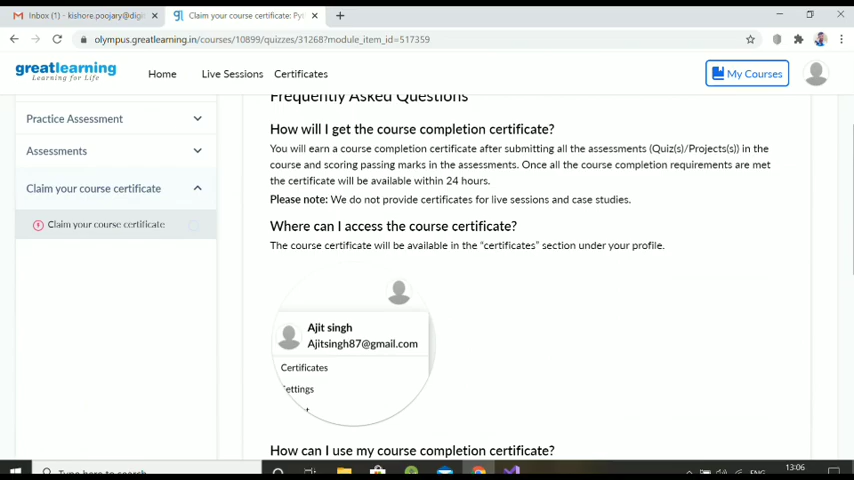 Inbox (1) - kishore.poojary@digi
Claim your course certificate: Py
olympus.greatlearning.in/courses/10899/quizzes/31268?module_item_id=517359
greatlearning
Learning for Life
Home
Live Sessions
Certificates
My Courses
Practice Assessment
Assessments
Claim your course certificate
Claim your course certificate
Frequently Asked Questions
How will I get the course completion certificate?
You will earn a course completion certificate after submitting all the assessments (Quiz(s)/Projects(s)) in the
course and scoring passing marks in the assessments. Once all the course completion requirements are met
the certificate will be available within 24 hours.
Please note: We do not provide certificates for live sessions and case studies.
Where can I access the course certificate?
The course certificate will be available in the “certificates” section under your profile.
Ajit singh
Ajitsingh87@gmail.com
Certificates
ettings
How can I use my course completion certificate?
Type here to search
ENG
13:06